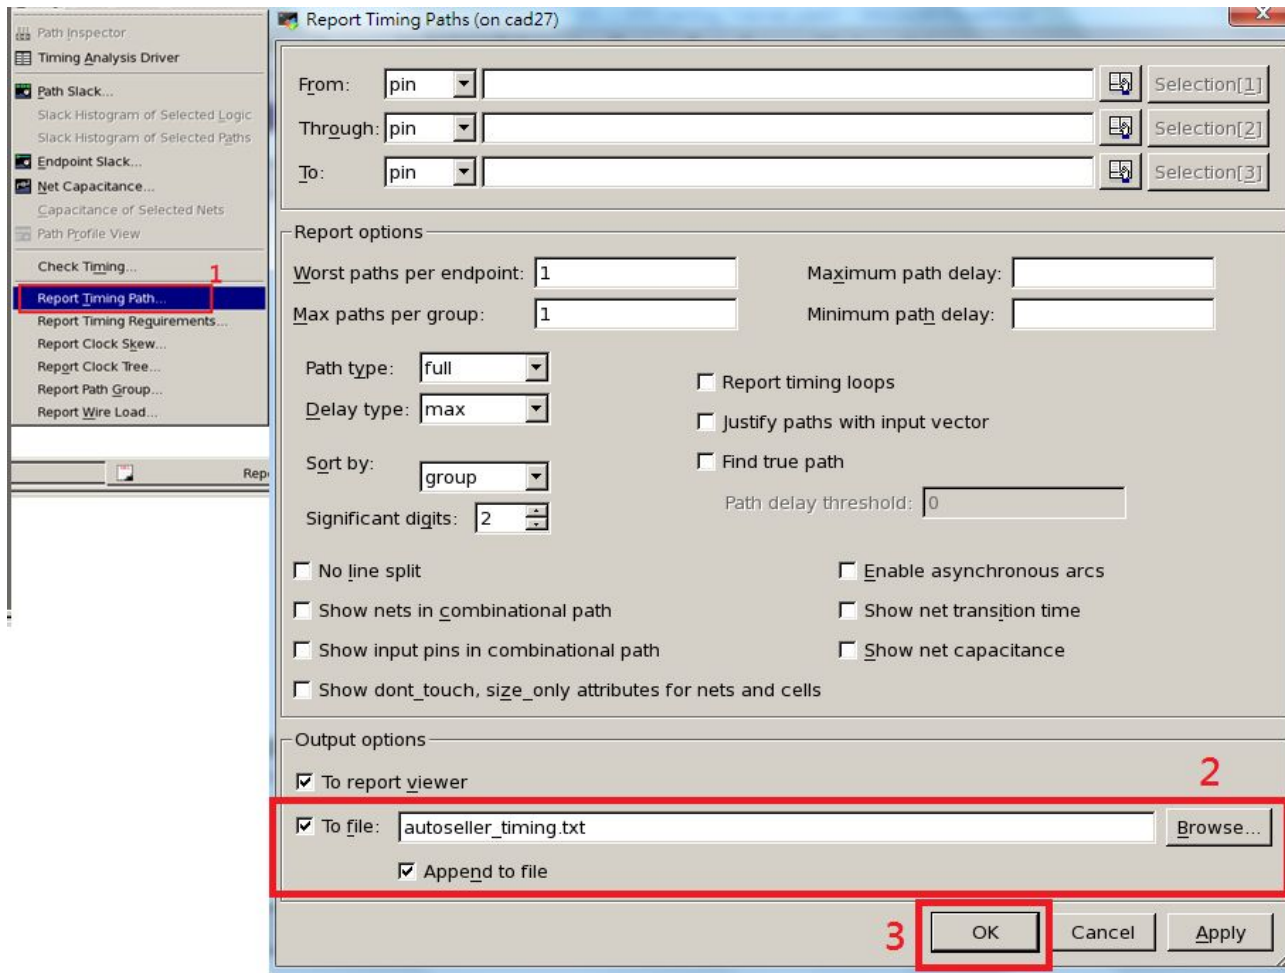 Path Inspector
Timing Analysis Driver
Path Slack...
Slack Histogram of Selected Logic
Slack Histogram of Selected Paths
Endpoint Slack...
Net Capacitance...
Capacitance of Selected Nets
Path Profile View
Check Timing...
1
Report Timing Path...
Report Timing Requirements...
Report Clock Skew...
Report Clock Tree...
Report Path Group...
Report Wire Load...
Report Timing Paths (on cad27)
From: pin Selection[1]
Through: pin Selection[2]
To: pin Selection[3]
Report options
Worst paths per endpoint: 1 Maximum path delay:
Max paths per group: 1 Minimum path delay:
Path type: full
Report timing loops
Delay type: max
Justify paths with input vector
Sort by: group
Find true path
Path delay threshold: 0
Significant digits: 2
No line split Enable asynchronous arcs
Show nets in combinational path Show net transition time
Show input pins in combinational path Show net capacitance
Show dont_touch, size_only attributes for nets and cells
Output options
To report viewer
2
To file: autoseller_timing.txt Browse...
Append to file
3
OK Cancel Apply